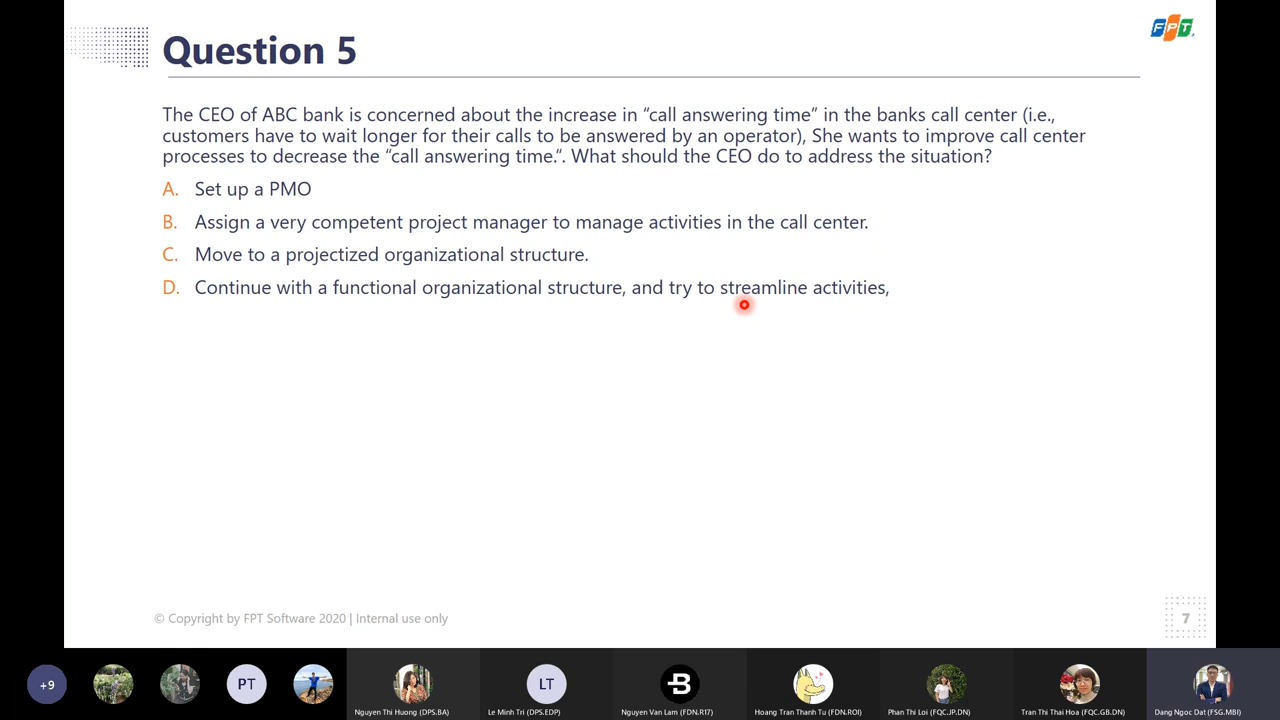 FPT
Question 5
The CEO of ABC bank is concerned about the increase in “call answering time” in the banks call center (i.e.,
customers have to wait longer for their calls to be answered by an operator), She wants to improve call center
processes to decrease the “call answering time.“. What should the CEO do to address the situation?
A. Set up a PMO
B. Assign a very competent project manager to manage activities in the call center.
C. Move to a projectized organizational structure.
D. Continue with a functional organizational structure, and try to streamline activities,
© Copyright by FPT Software 2020 | Internal use only
7
+9
PT
LT
B
Nguyen Thi Huong (DPS.BA)
Le Minh Tri (DPS.EDP)
Nguyen Van Lam (FDN.R17)
Hoang Tran Thanh Tu (FDN.ROI)
Phan Thi Loi (FQC.JP.DN)
Tran Thi Thai Hoa (FQC.GB.DN)
Dang Ngoc Dat (FSG.MBI)